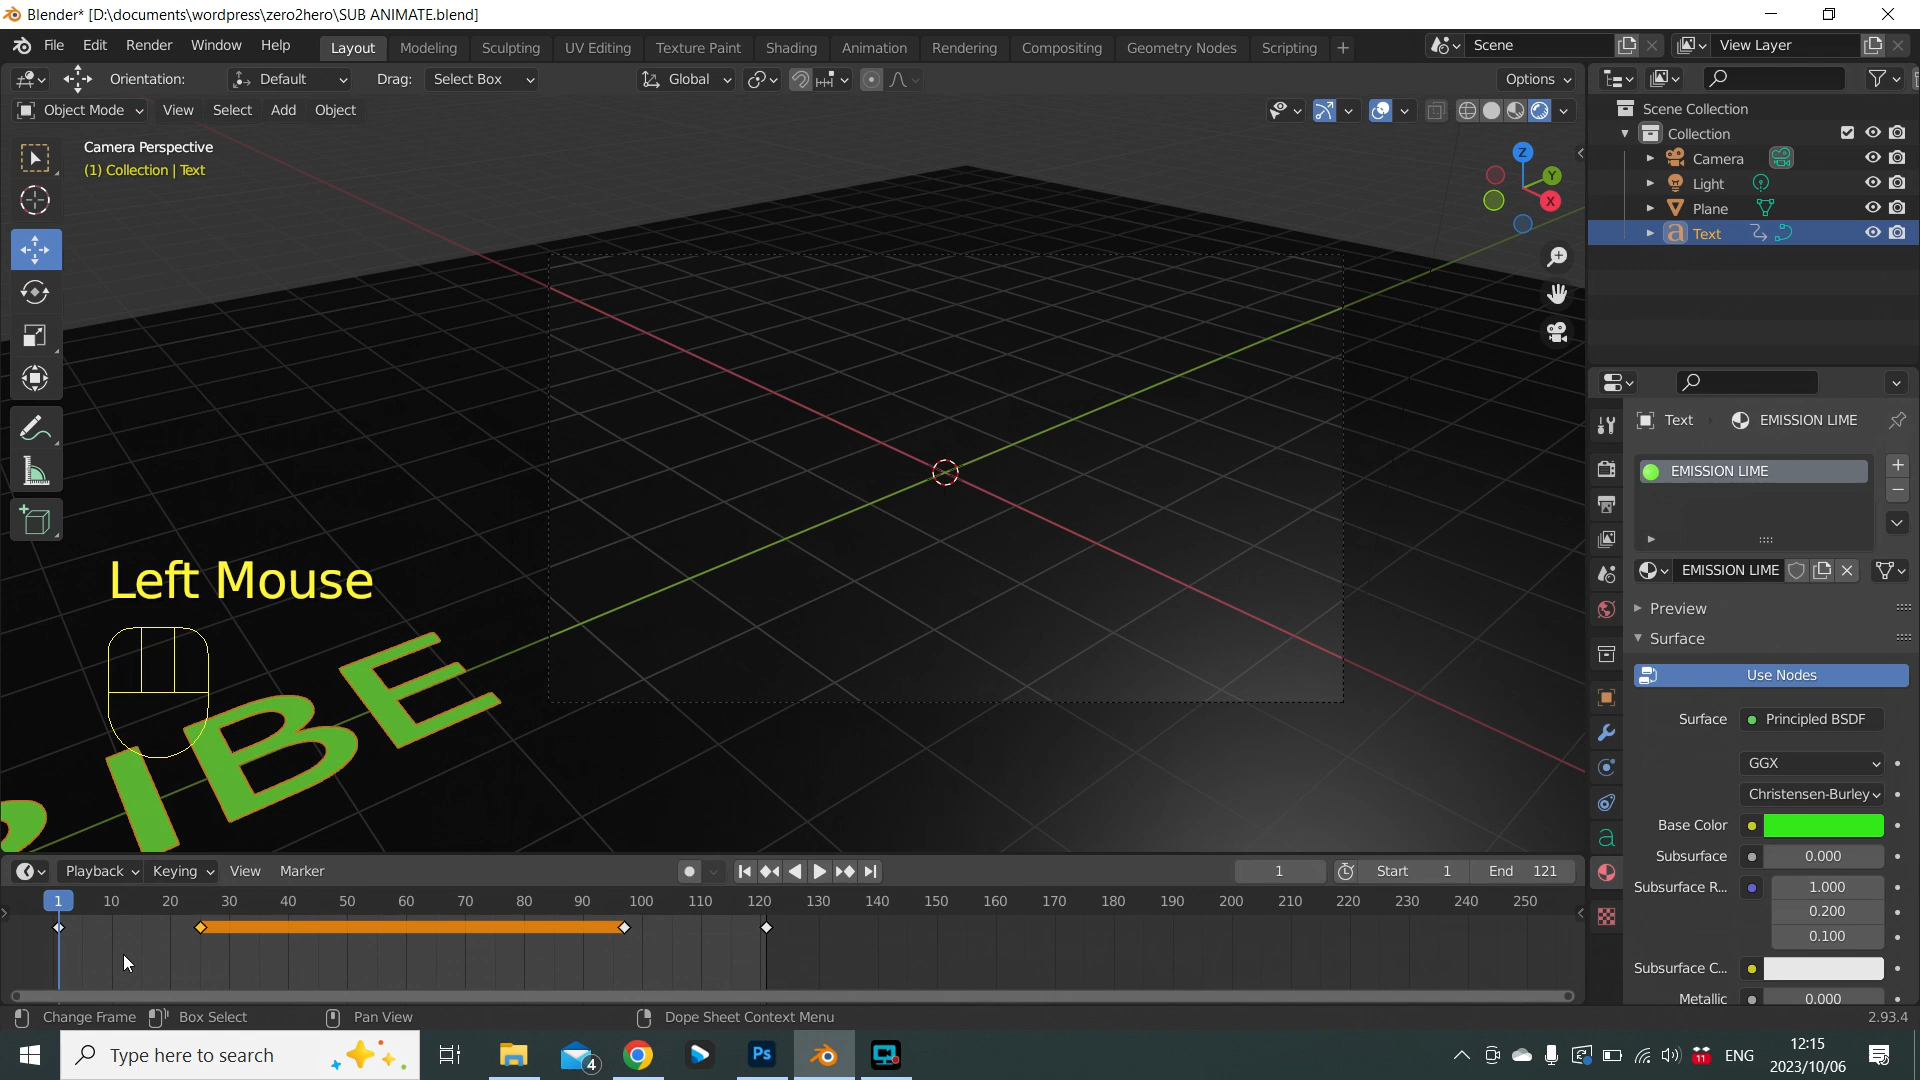 Blender* [D:\documents\wordpress\zero2hero\SUB ANIMATE.blend]
File Edit Render Window Help Layout Modeling Sculpting UV Editing Texture Paint Shading Animation Rendering Compositing Geometry Nodes Scripting + Scene View Layer
Orientation: Default Drag: Select Box Global Options
Object Mode View Select Add Object
Camera Perspective
(1) Collection | Text
Z
Y
X
Scene Collection
Collection
Camera
Light
Plane
Text
Text EMISSION LIME
EMISSION LIME
EMISSION LIME
Preview
Surface
Use Nodes
Surface Principled BSDF
GGX
Christensen-Burley
Base Color
Subsurface 0.000
Subsurface R... 1.000
0.200
0.100
Subsurface C...
Metallic 0.000
Left Mouse
IBE
Playback Keying View Marker 1 Start 1 End 121
1 10 20 30 40 50 60 70 80 90 100 110 120 130 140 150 160 170 180 190 200 210 220 230 240 250
Change Frame Box Select Pan View Dope Sheet Context Menu 2.93.4
Type here to search 4 Ps 11 ENG 12:15
2023/10/06